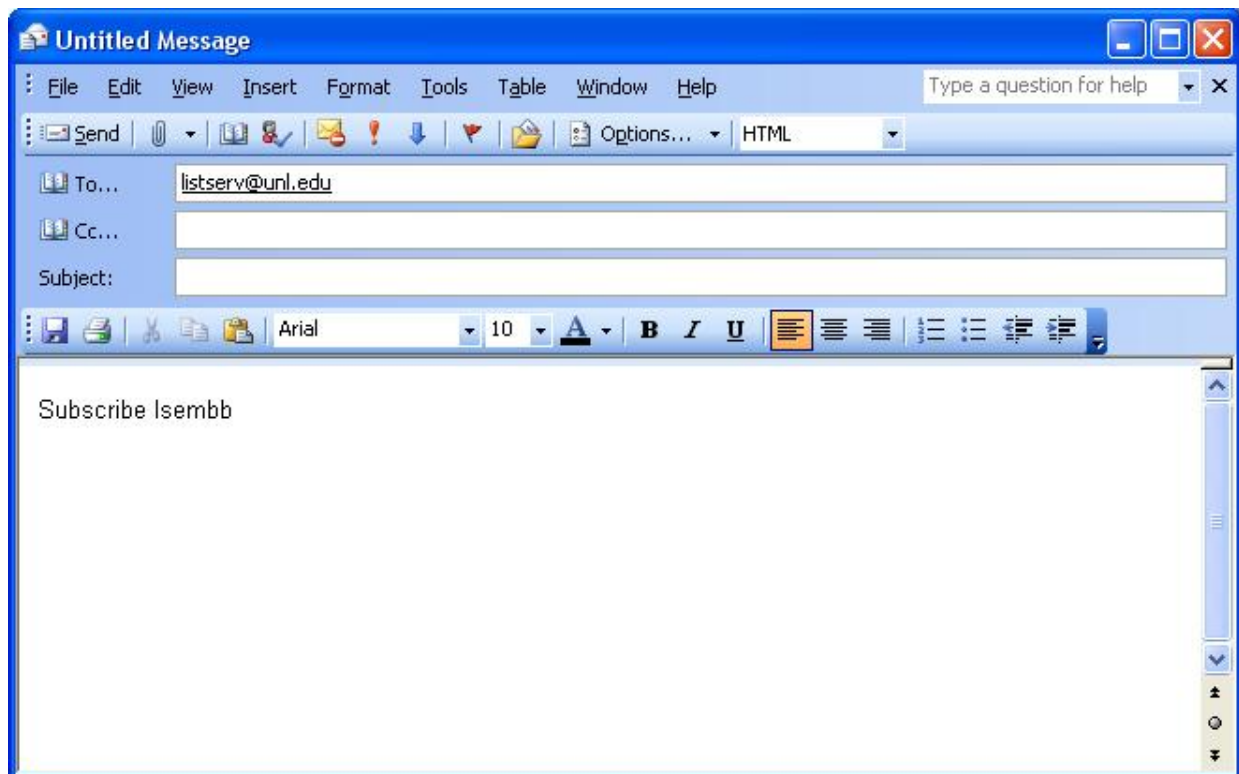 Untitled Message
File Edit View Insert Format Tools Table Window Help Type a question for help
Send Options... HTML
To... listserv@unl.edu
Cc...
Subject:
Arial 10 A B I U
Subscribe lsembb